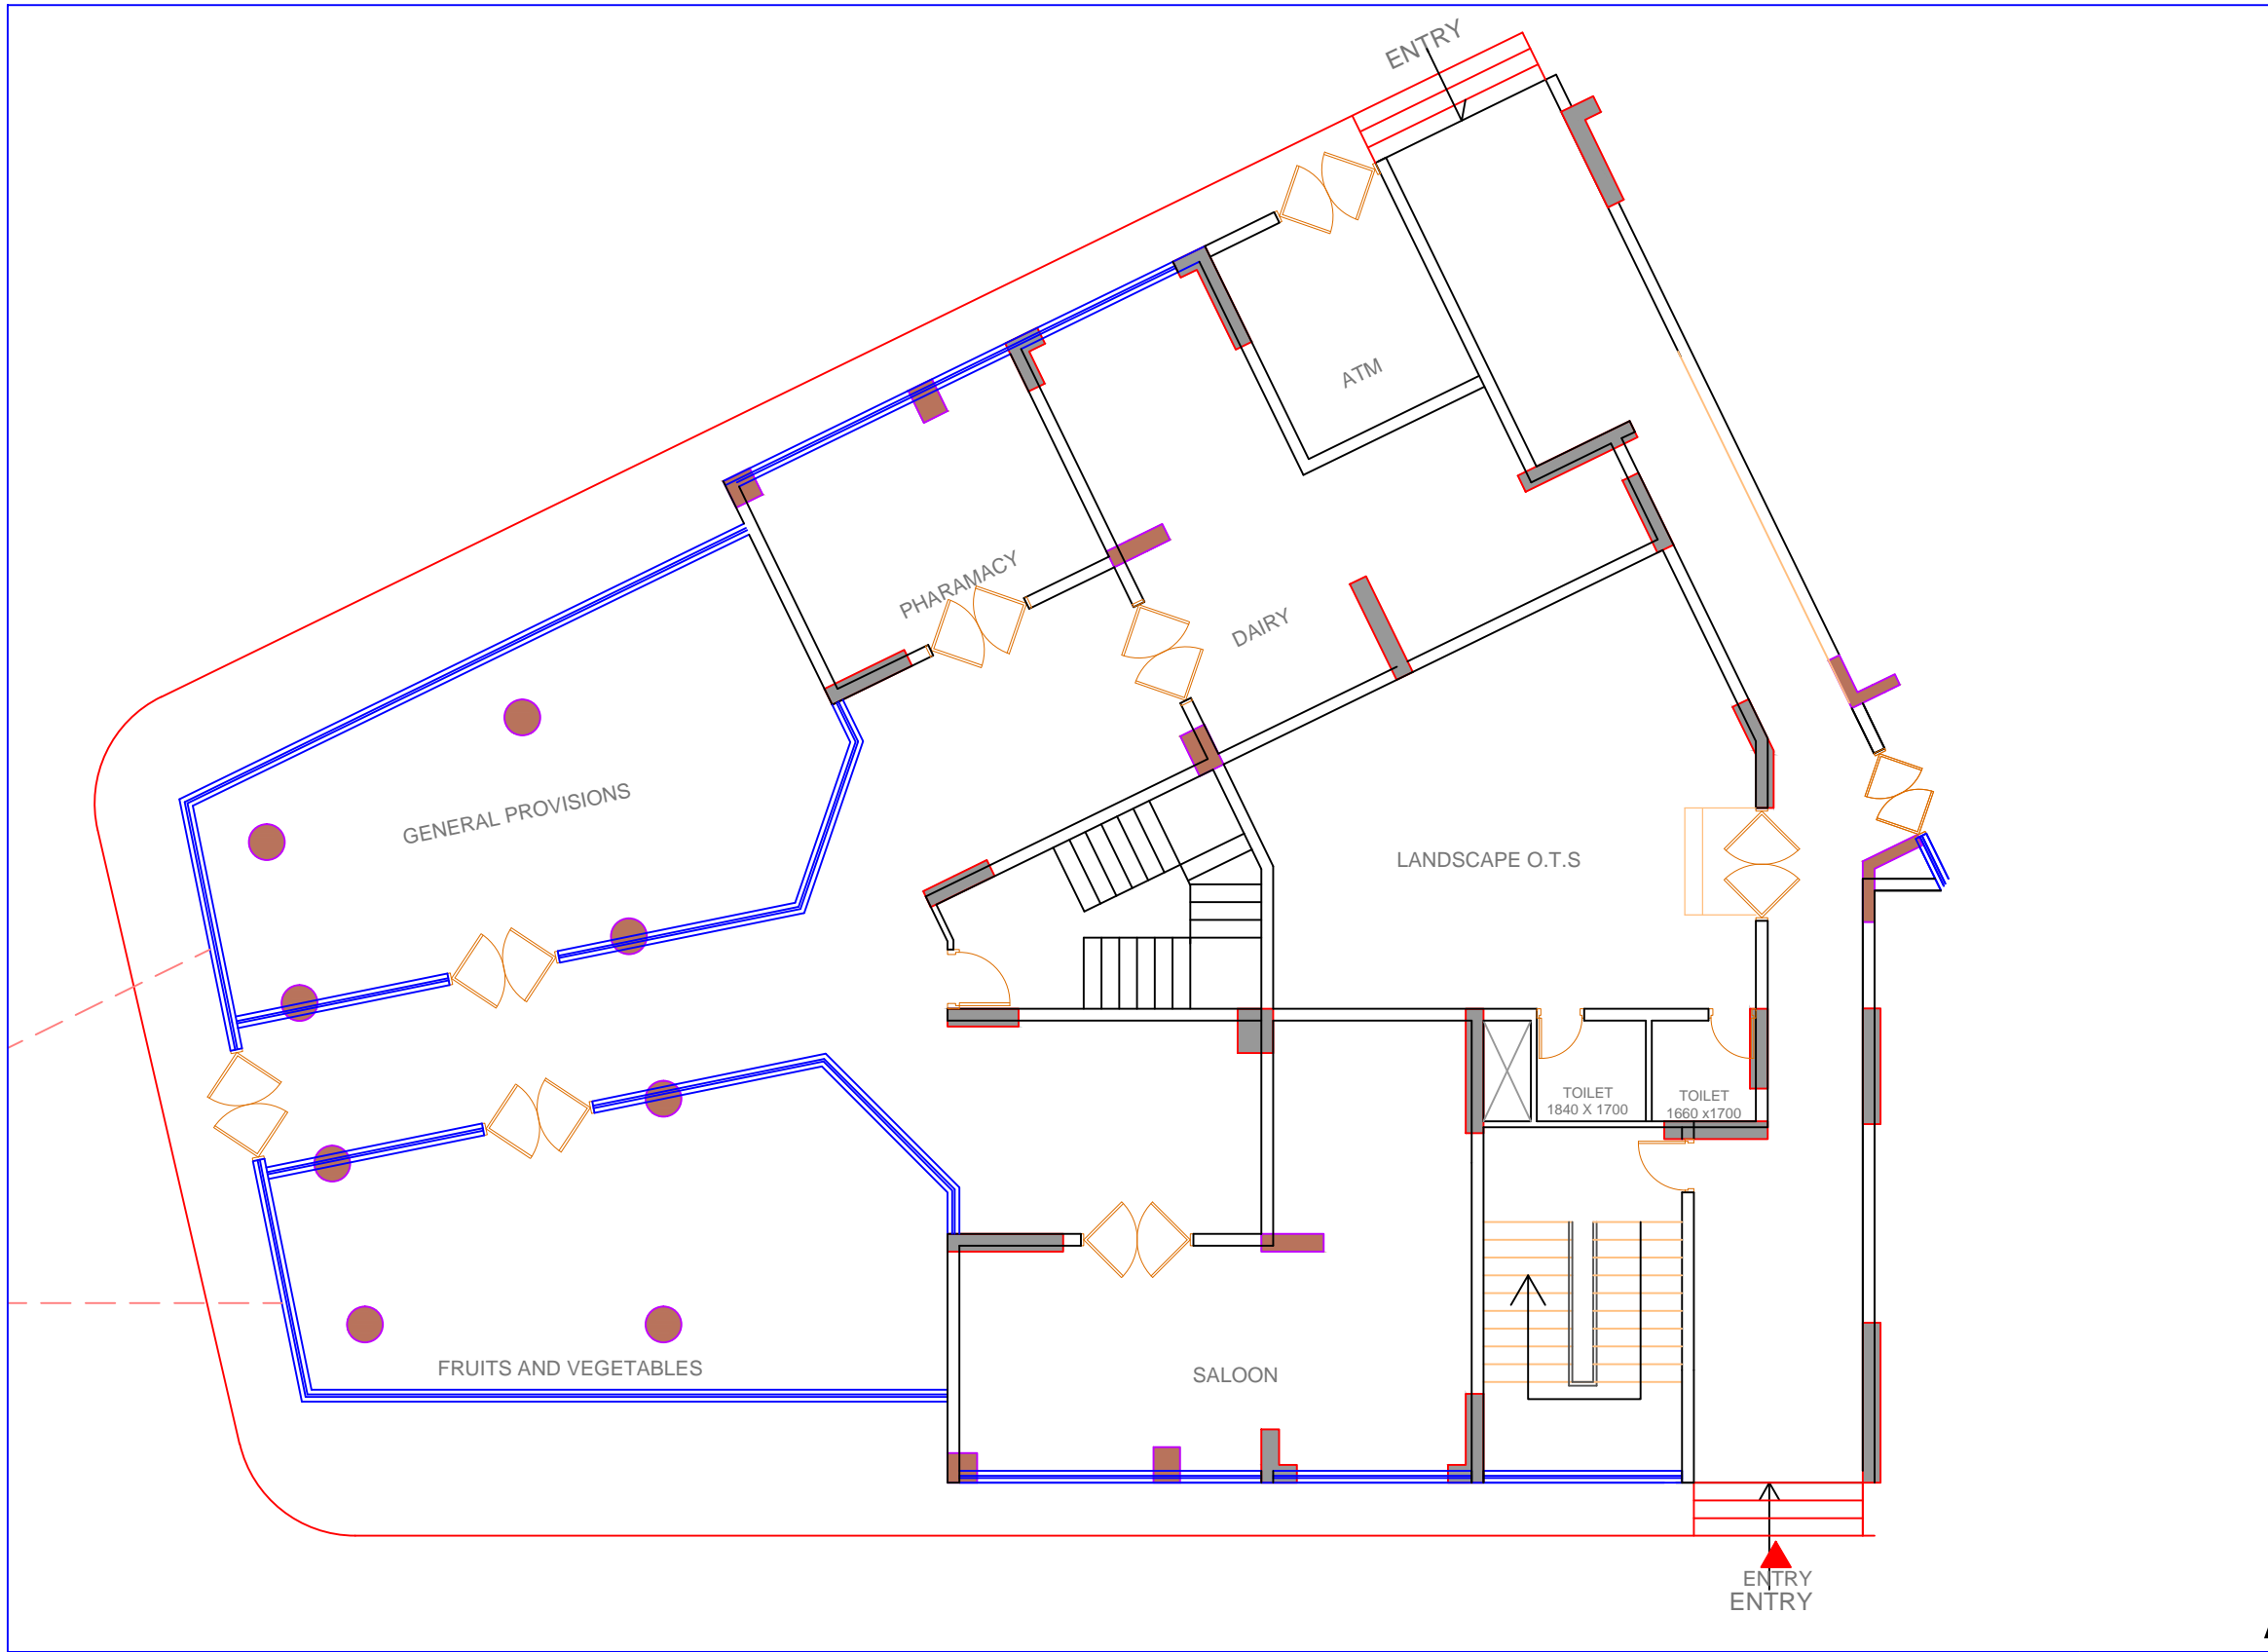 ENTRY
ATM
PHARAMACY
DAIRY
GENERAL PROVISIONS
LANDSCAPE O.T.S
TOILET
1840 X 1700
TOILET
1660 x1700
FRUITS AND VEGETABLES
SALOON
ENTRY
ENTRY